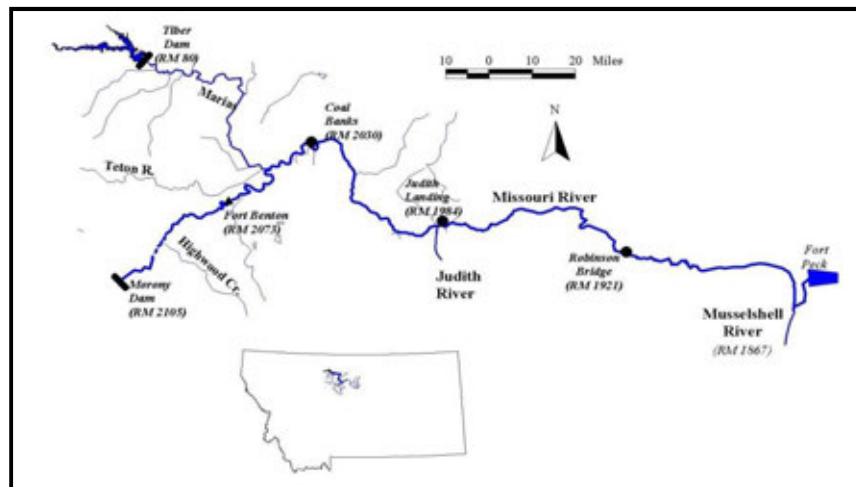 Tiber
Dam
(RM 80)
10 0 10 20 Miles
Marias
Coal
Banks
(RM 2030)
N
Teton R.
Judith
Landing
(RM 1984)
Missouri River
Fort Benton
(RM 2073)
Highwood Cr.
Robinson
Bridge
(RM 1921)
Fort
Peck
Judith
River
Morony
Dam
(RM 2105)
Musselshell
River
(RM 1867)